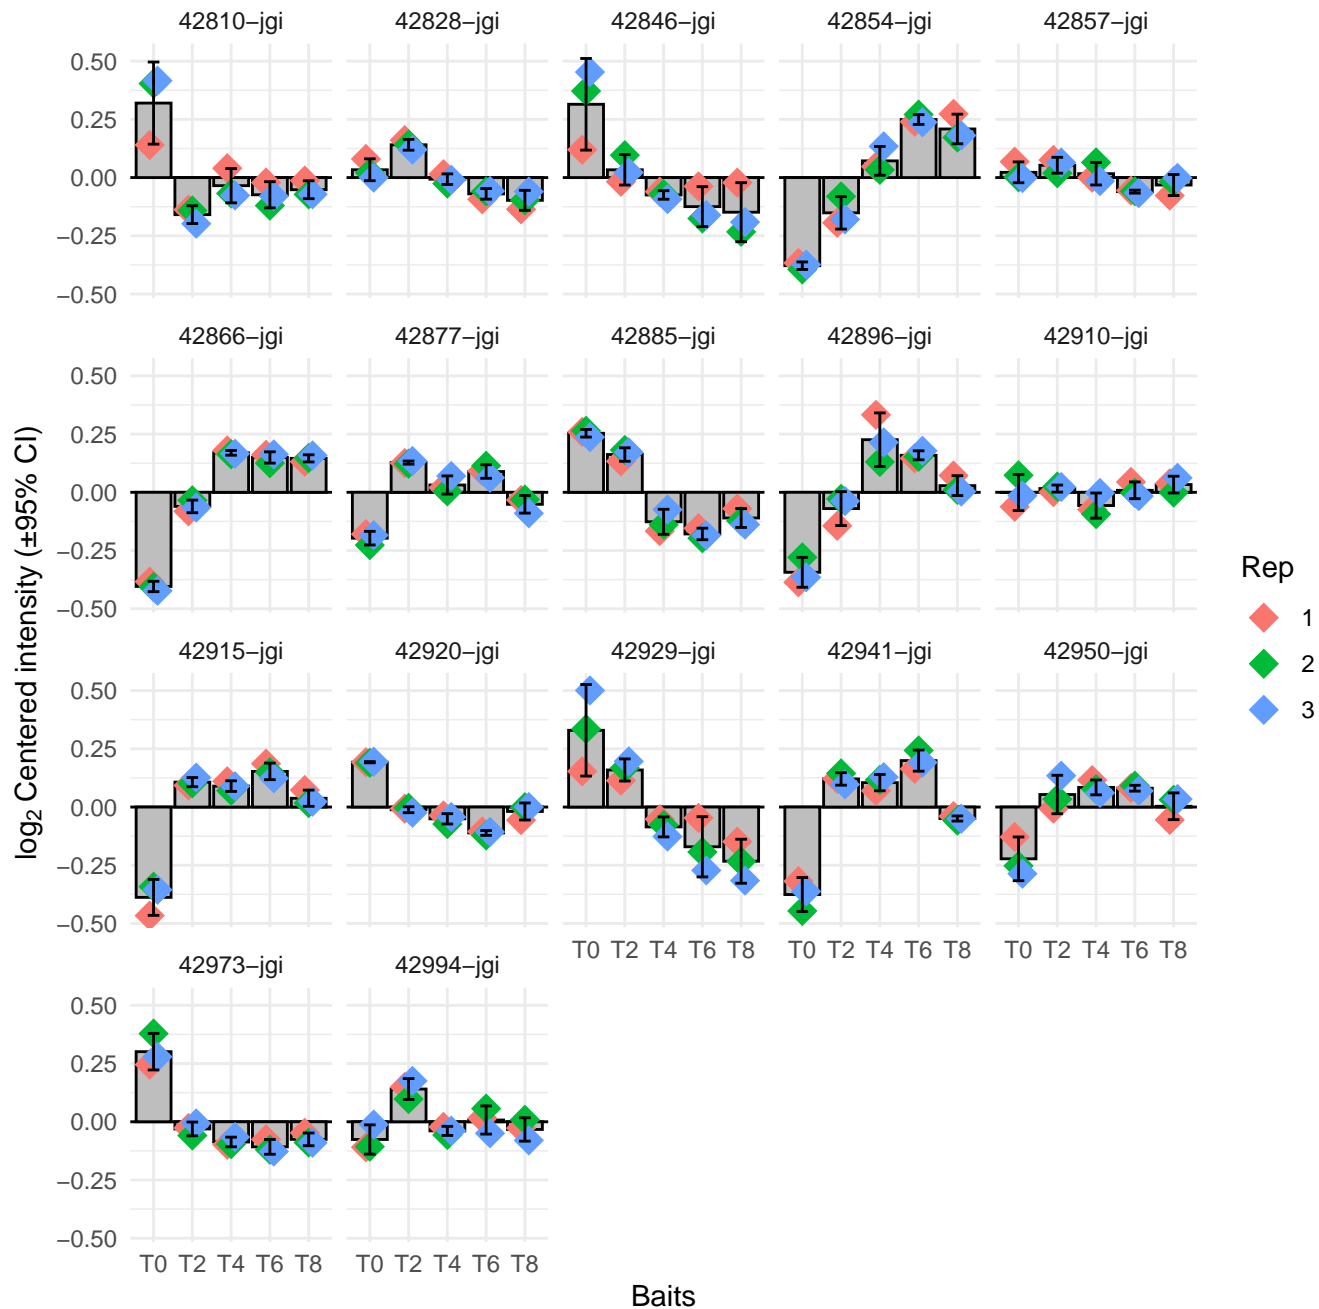 42810−jgi 42828−jgi 42846−jgi 42854−jgi 42857−jgi
0.50
0.25
0.00
−0.25
−0.50
42866−jgi 42877−jgi 42885−jgi 42896−jgi 42910−jgi
0.50
0.25
0.00
−0.25
−0.50
42915−jgi 42920−jgi 42929−jgi 42941−jgi 42950−jgi
0.50
0.25
0.00
−0.25
−0.50
T0 T2 T4 T6 T8 T0 T2 T4 T6 T8 T0 T2 T4 T6 T8
42973−jgi 42994−jgi
0.50
0.25
0.00
−0.25
−0.50
T0 T2 T4 T6 T8 T0 T2 T4 T6 T8
Baits
log₂ Centered intensity (±95% CI)
Rep
1
2
3